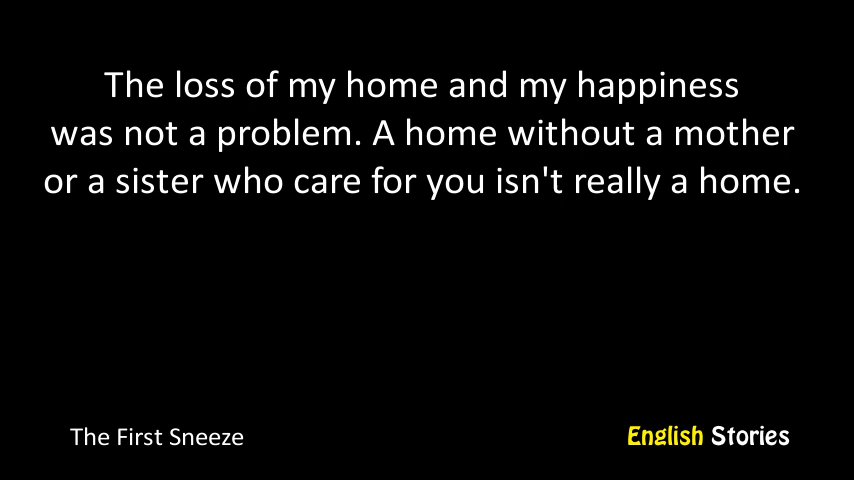 The loss of my home and my happiness
was not a problem. A home without a mother
or a sister who care for you isn't really a home.
The First Sneeze
English Stories